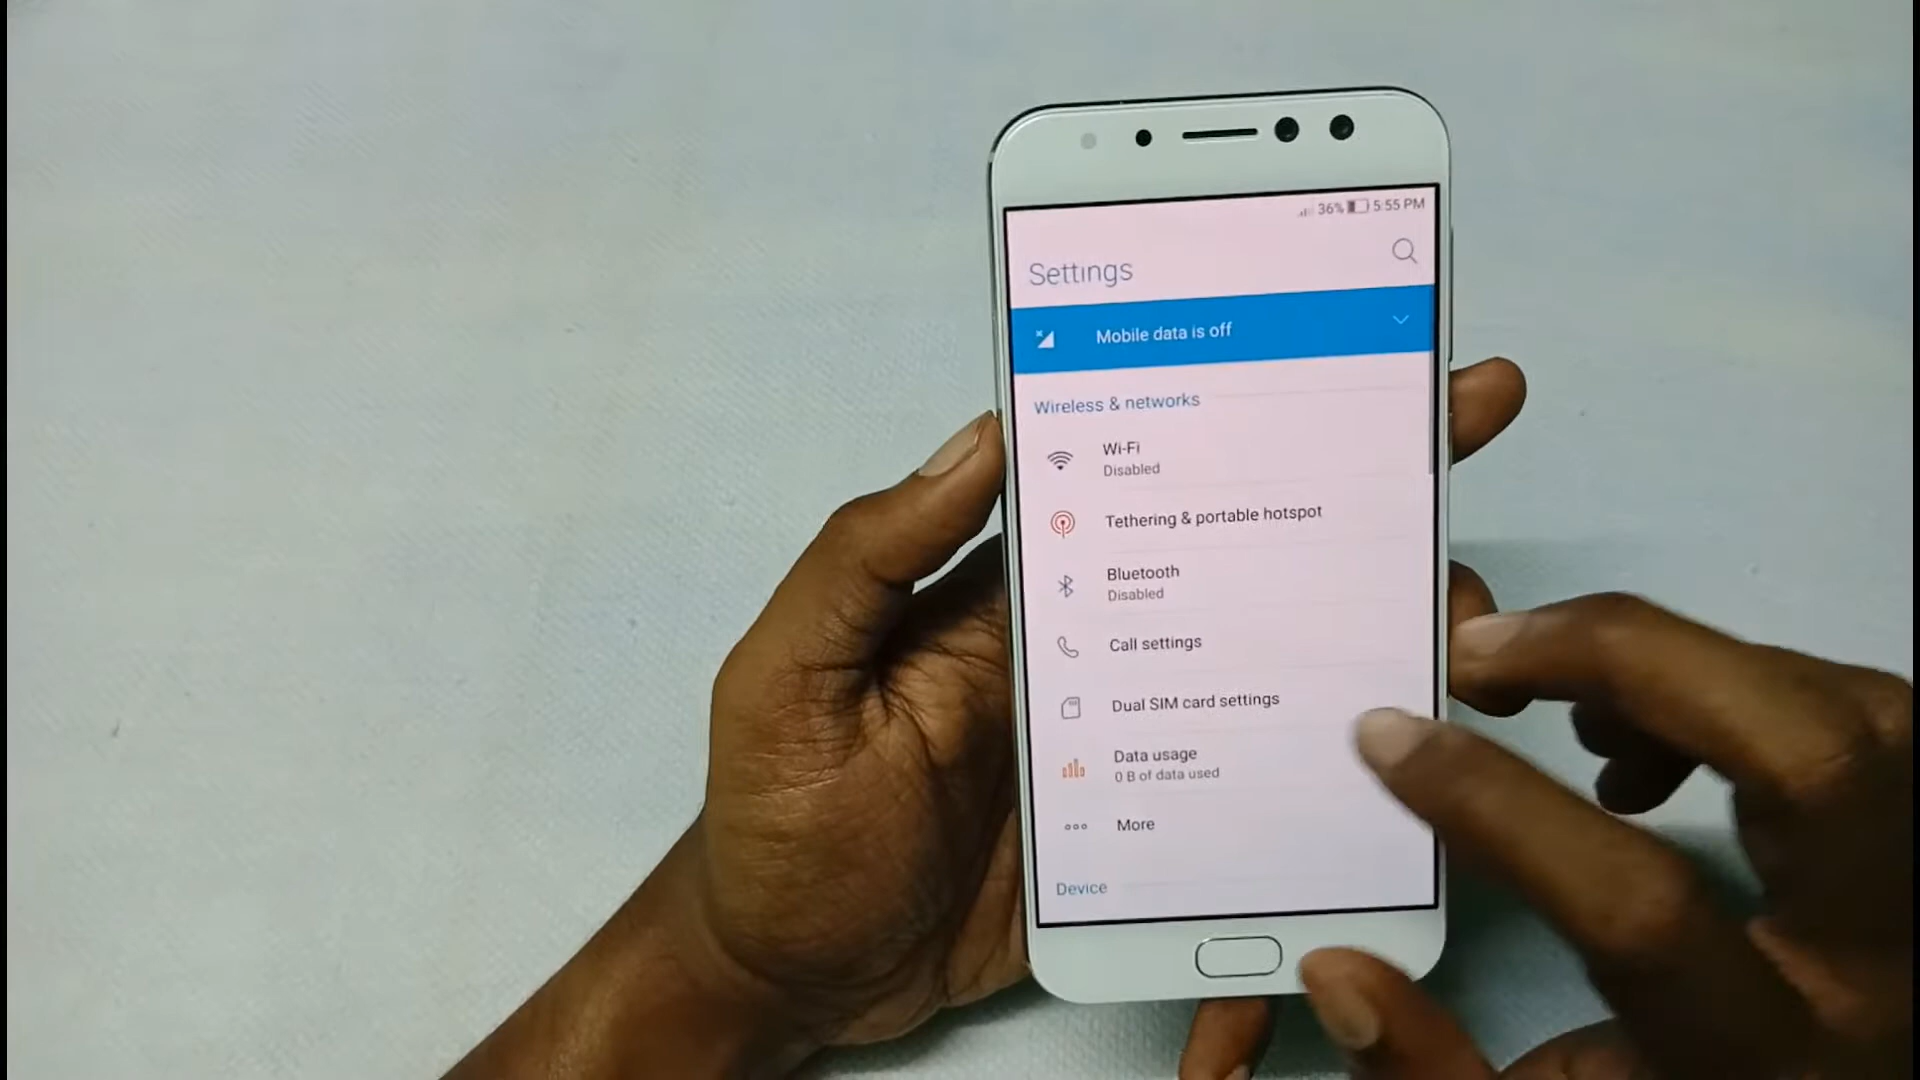 36% 5:55 PM
Settings
Mobile data is off
Wireless & networks
Wi-Fi
Disabled
Tethering & portable hotspot
Bluetooth
Disabled
Call settings
Dual SIM card settings
Data usage
0 B of data used
More
Device